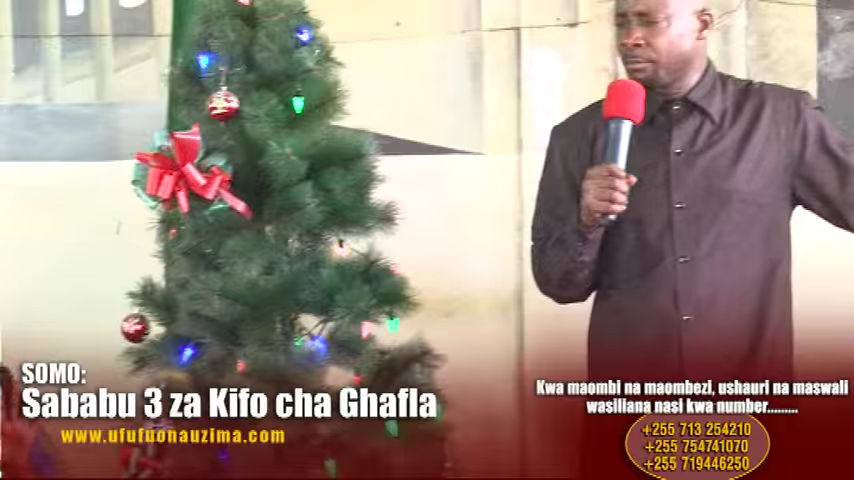 SOMO:
Sababu 3 za Kifo cha Ghafla
www.ufufuonauzima.com
Kwa maombi na maombezi, ushauri na maswali
wasiliana nasi kwa number.........
+255 713 254210
+255 754741070
+255 719446250